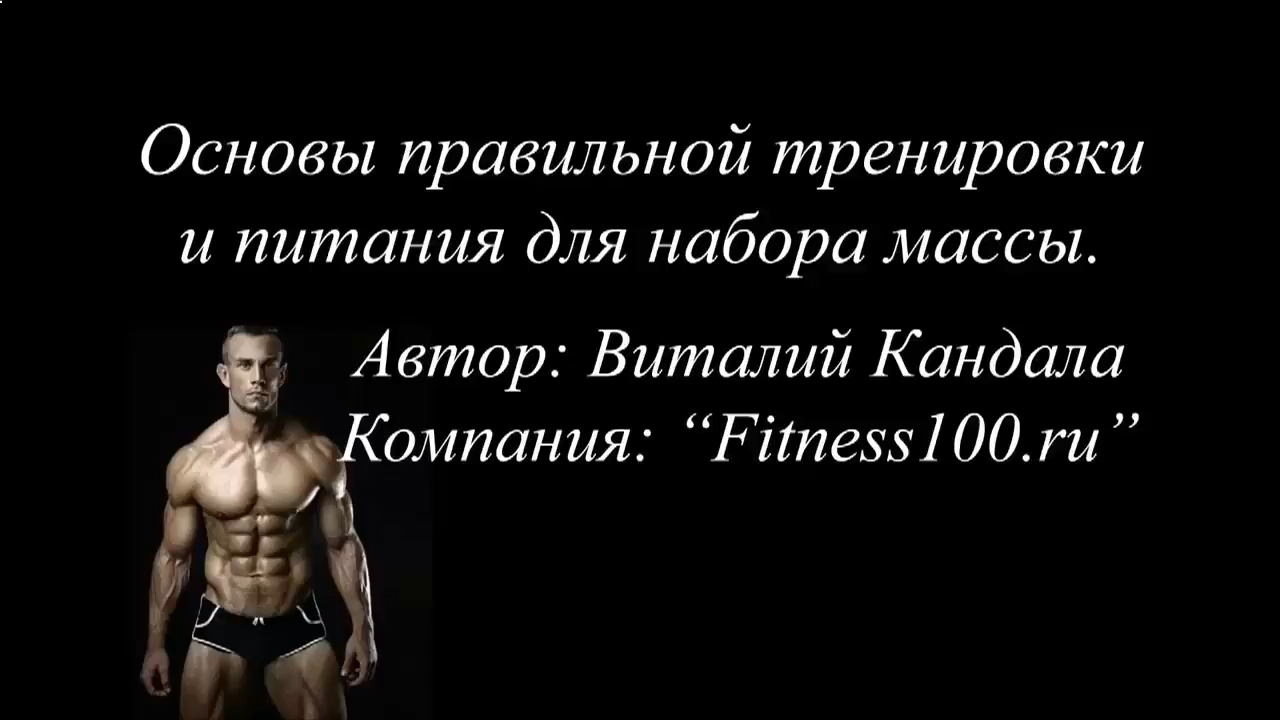 Основы правильной тренировки
и питания для набора массы.
Автор: Виталий Кандала
Компания: “Fitness100.ru”